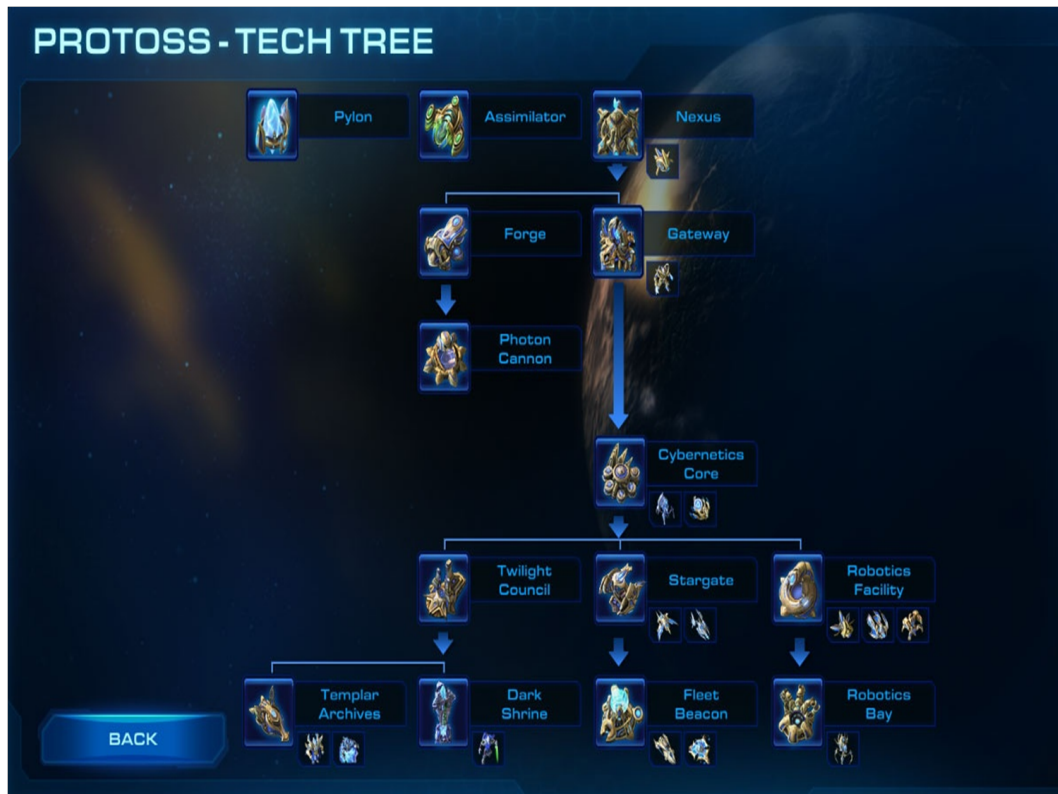 PROTOSS - TECH TREE
Pylon
Assimilator
Nexus
Forge
Gateway
Photon
Cannon
Cybernetics
Core
Twilight
Council
Stargate
Robotics
Facility
Templar
Archives
Dark
Shrine
Fleet
Beacon
Robotics
Bay
BACK